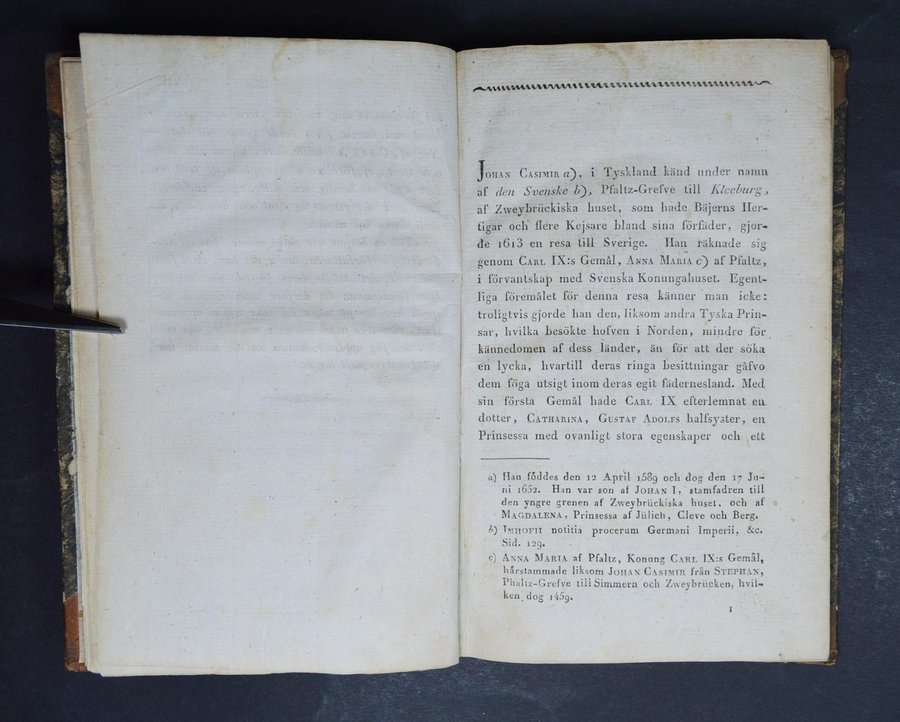 JOHAN CASIMIR a), i Tyskland känd under namn
af den Svenske b), Pfaltz-Grefve till Kleeburg,
af Zweybrückiska huset, som hade Bäjerns Her-
tigar och flere Kejsare bland sina förfäder, gjor-
de 1613 en resa till Sverige. Han räknade sig
genom CARL IX:s Gemål, ANNA MARIA c) af Pfaltz,
i förvantskap med Svenska Konungahuset. Egent-
liga föremålet för denna resa känner man icke:
troligtvis gjorde han den, liksom andra Tyska Prin-
sar, hvilka besökte hofven i Norden, mindre för
kännedomen af dess länder, än för att der söka
en lycka, hvartill deras ringa besittningar gåfvo
dem föga utsigt inom deras egit fädernesland. Med
sin första Gemål hade CARL IX efterlemnat en
dotter, CATHARINA, GUSTAF ADOLFS halfsyster, en
Prinsessa med ovanligt stora egenskaper och ett
a) Han föddes den 12 April 1589 och dog den 17 Ju-
ni 1652. Han var son af JOHAN I, stamfadren till
den yngre grenen af Zweybrückiska huset, och af
MAGDALENA, Prinsessa af Jülich, Cleve och Berg.
b) IMHOFII notitia procerum Germani Imperii, &c.
Sid. 129.
c) ANNA MARIA af Pfaltz, Konung CARL IX:s Gemål,
härstammade liksom JOHAN CASIMIR från STEPHAN,
Phaltz-Grefve till Simmern och Zweybrücken, hvil-
ken dog 1459.
1